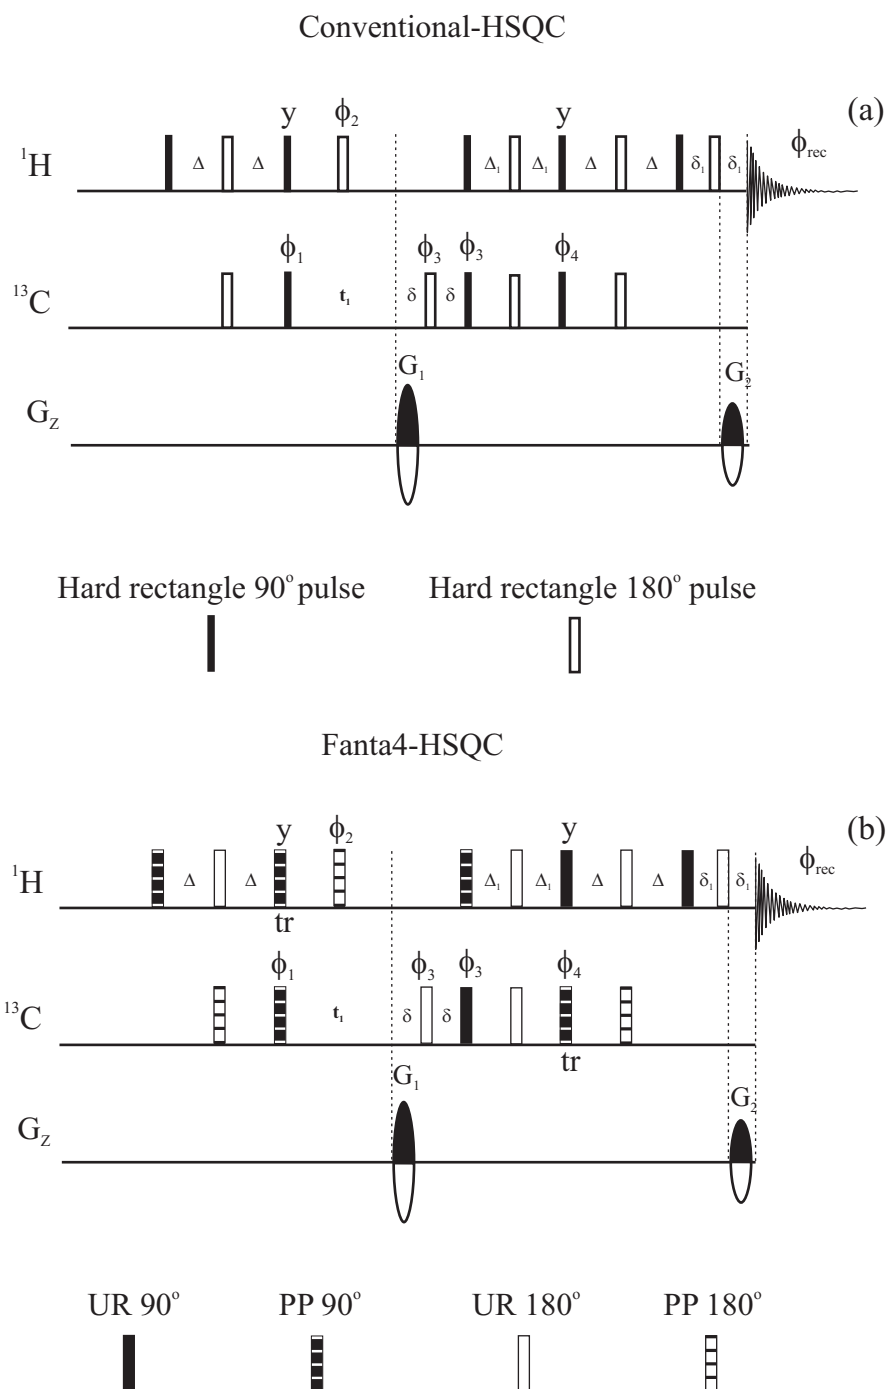 Conventional-HSQC
(a)
y ϕ₂ y ϕrec
¹H Δ Δ Δ₁ Δ₁ Δ Δ δ₁ δ₁
ϕ₁ ϕ₃ ϕ₃ ϕ₄
¹³C t₁ δ δ
G₁ G₂
G_Z
Hard rectangle 90° pulse Hard rectangle 180° pulse
Fanta4-HSQC
(b)
y ϕ₂ y ϕrec
¹H Δ Δ Δ₁ Δ₁ Δ Δ δ₁ δ₁
tr
ϕ₁ ϕ₃ ϕ₃ ϕ₄
¹³C t₁ δ δ
tr
G₁ G₂
G_Z
UR 90° PP 90° UR 180° PP 180°